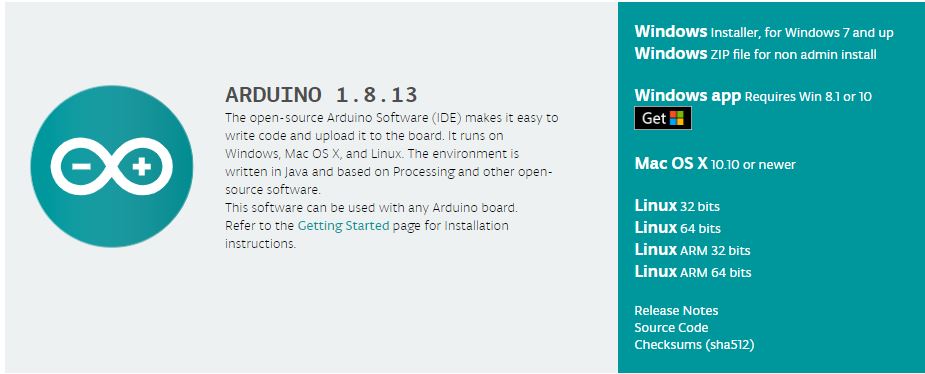 ARDUINO 1.8.13
The open-source Arduino Software (IDE) makes it easy to
write code and upload it to the board. It runs on
Windows, Mac OS X, and Linux. The environment is
written in Java and based on Processing and other open-
source software.
This software can be used with any Arduino board.
Refer to the Getting Started page for Installation
instructions.
Windows Installer, for Windows 7 and up
Windows ZIP file for non admin install
Windows app Requires Win 8.1 or 10
Get
Mac OS X 10.10 or newer
Linux 32 bits
Linux 64 bits
Linux ARM 32 bits
Linux ARM 64 bits
Release Notes
Source Code
Checksums (sha512)